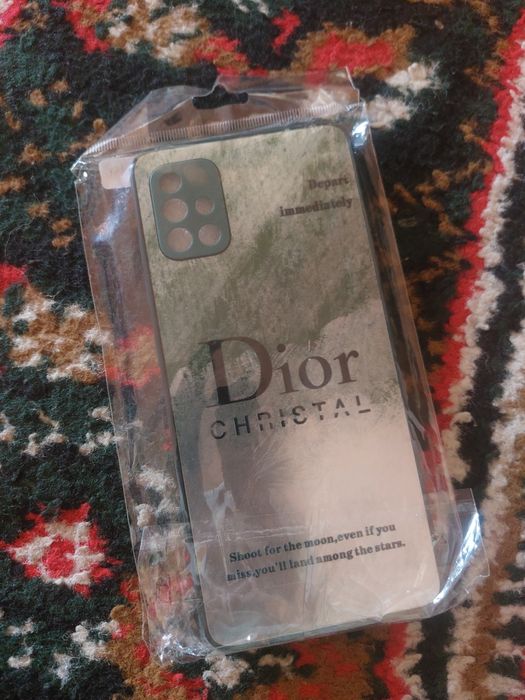 Depart
immediately
Dior
CHRISTAL
Shoot for the moon,even if you
miss,you'll land among the stars.